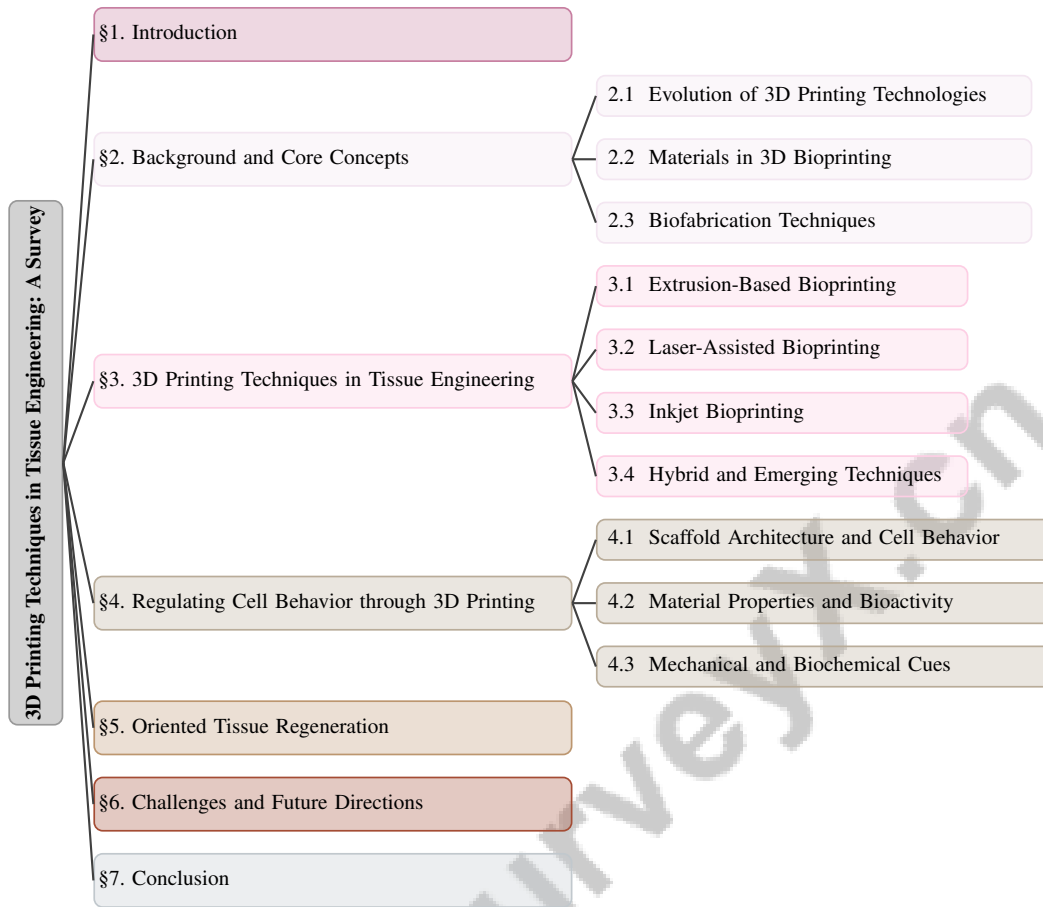 3D Printing Techniques in Tissue Engineering: A Survey
§1. Introduction
§2. Background and Core Concepts
2.1 Evolution of 3D Printing Technologies
2.2 Materials in 3D Bioprinting
2.3 Biofabrication Techniques
§3. 3D Printing Techniques in Tissue Engineering
3.1 Extrusion-Based Bioprinting
3.2 Laser-Assisted Bioprinting
3.3 Inkjet Bioprinting
3.4 Hybrid and Emerging Techniques
§4. Regulating Cell Behavior through 3D Printing
4.1 Scaffold Architecture and Cell Behavior
4.2 Material Properties and Bioactivity
4.3 Mechanical and Biochemical Cues
§5. Oriented Tissue Regeneration
§6. Challenges and Future Directions
§7. Conclusion
urveyx.cn